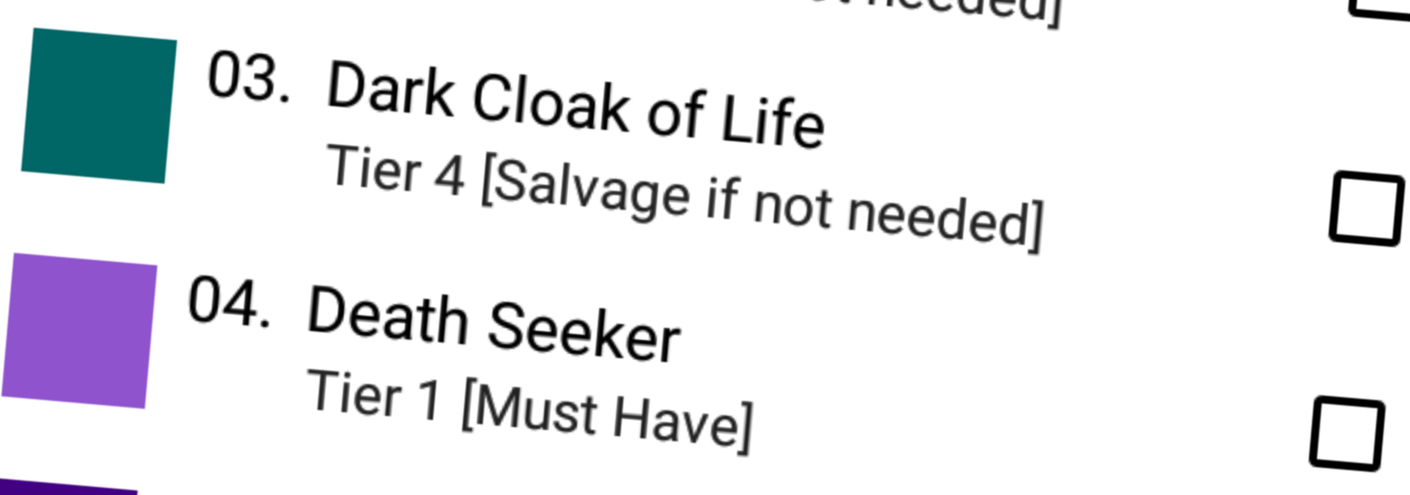 not needed]
03. Dark Cloak of Life
Tier 4 [Salvage if not needed]
04. Death Seeker
Tier 1 [Must Have]